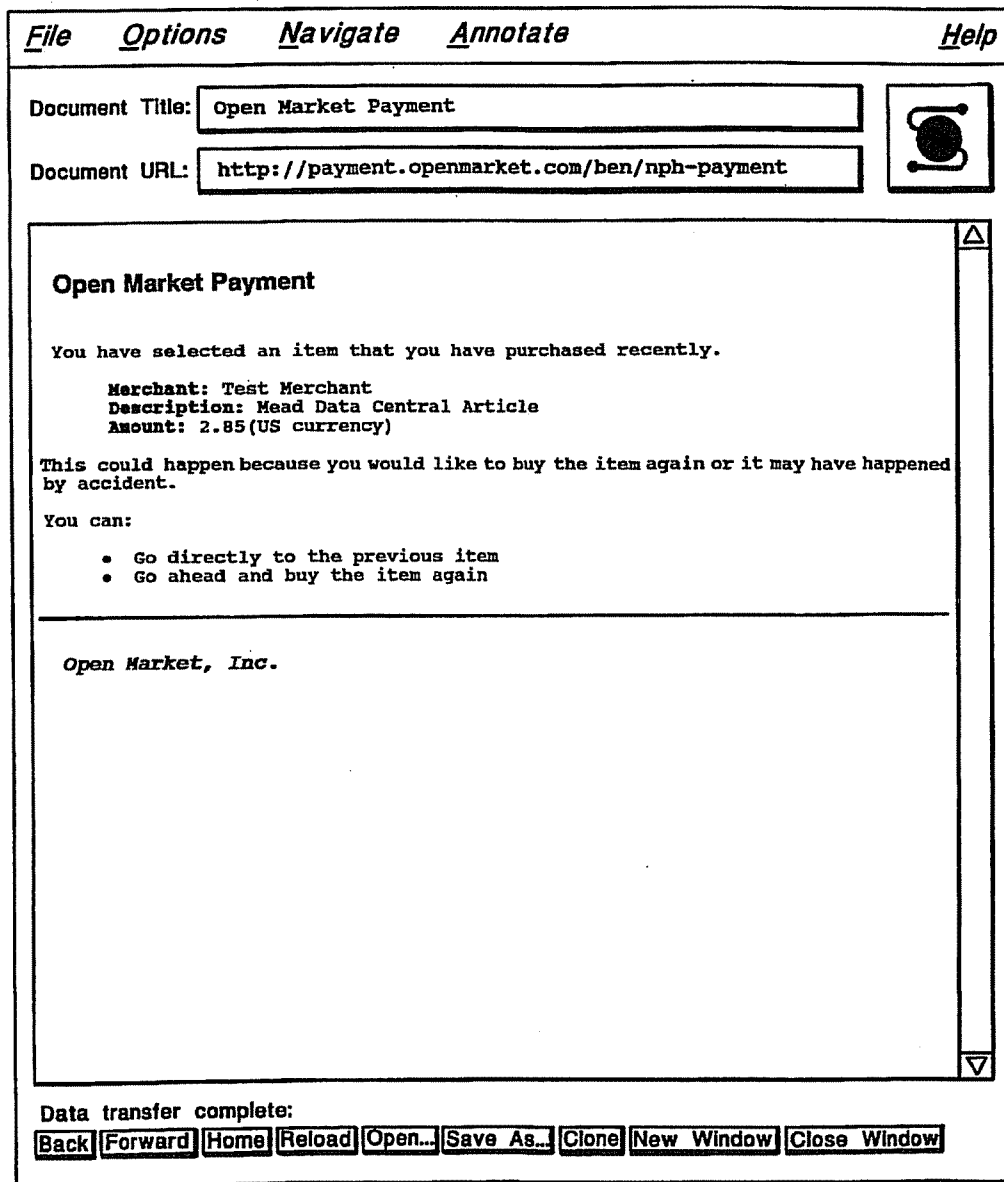 File Options Navigate Annotate Help
Document Title: Open Market Payment
Document URL: http://payment.openmarket.com/ben/nph-payment
Open Market Payment
You have selected an item that you have purchased recently.
Merchant: Test Merchant
Description: Mead Data Central Article
Amount: 2.85(US currency)
This could happen because you would like to buy the item again or it may have happened
by accident.
You can:
• Go directly to the previous item
• Go ahead and buy the item again
Open Market, Inc.
Data transfer complete:
Back Forward Home Reload Open... Save As... Clone New Window Close Window